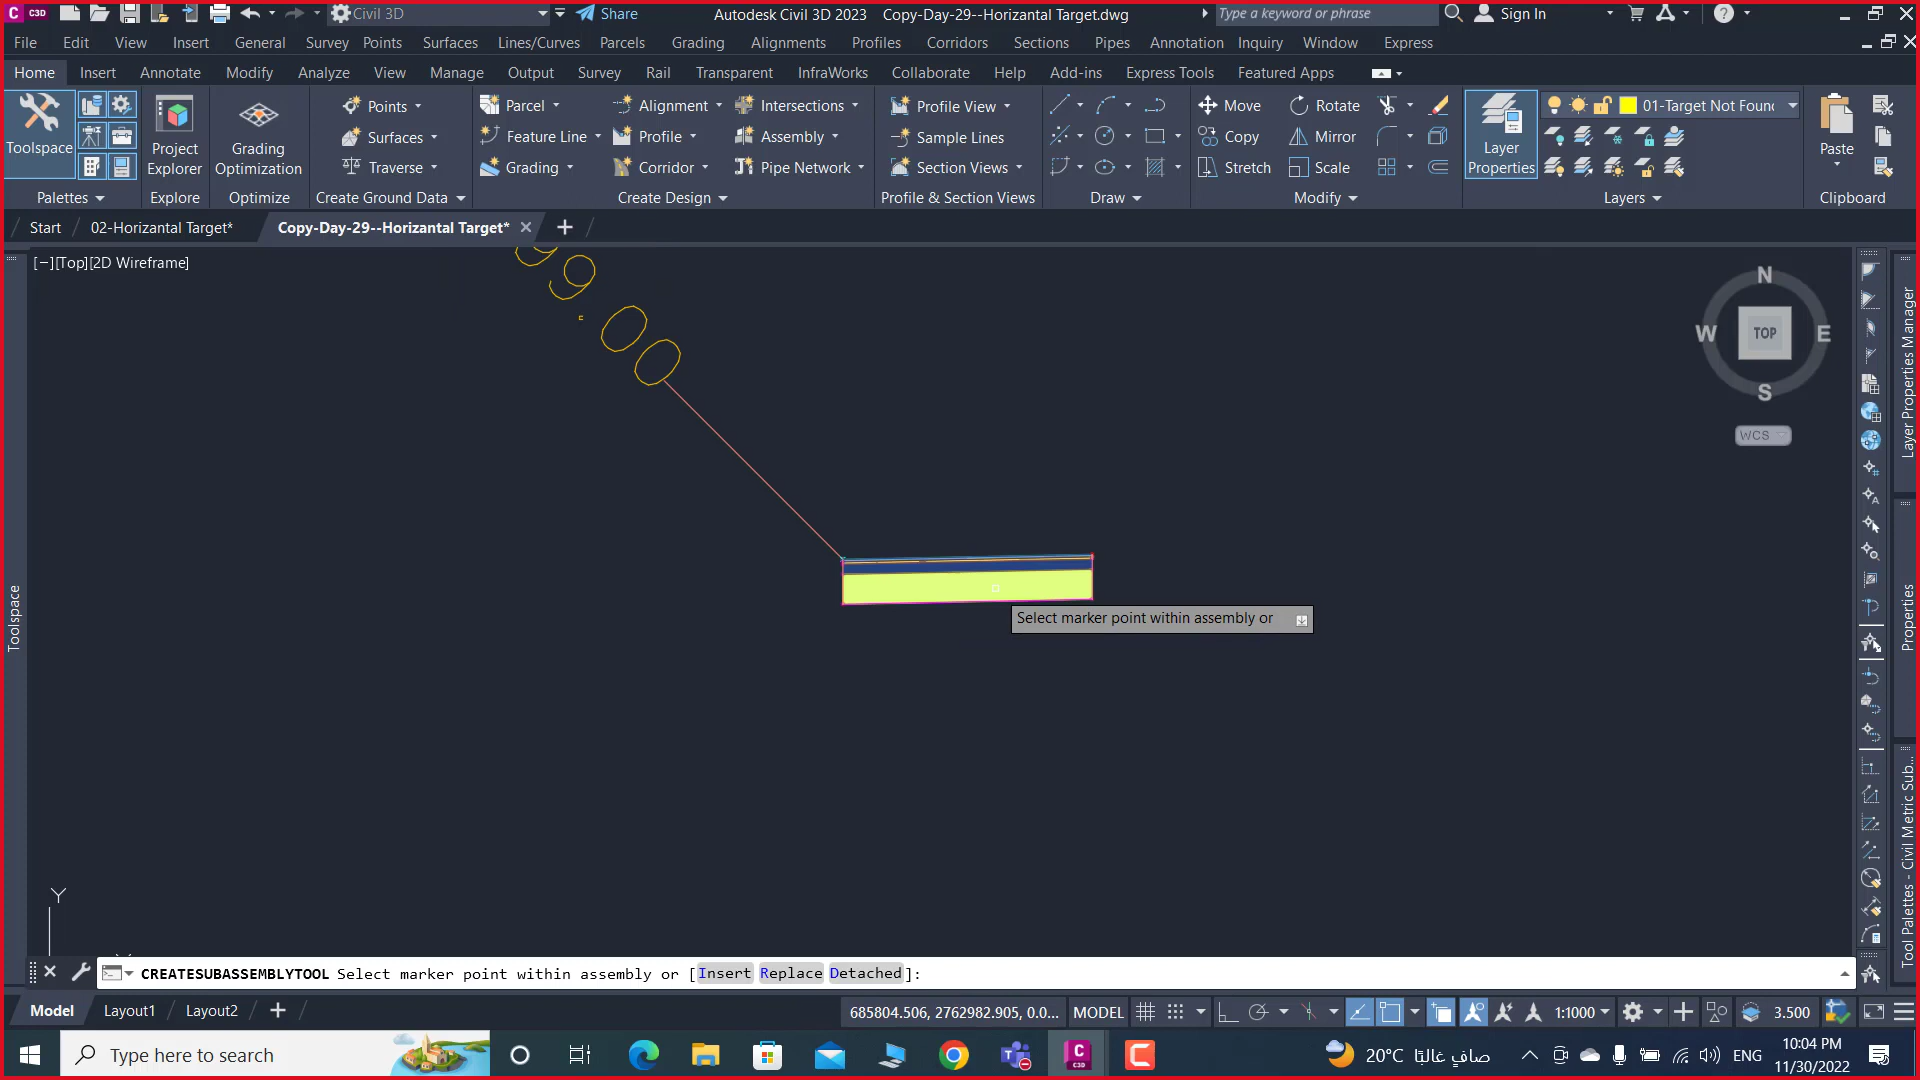 C3D Civil 3D Share Autodesk Civil 3D 2023 Copy-Day-29--Horizantal Target.dwg Type a keyword or phrase Sign In
File Edit View Insert General Survey Points Surfaces Lines/Curves Parcels Grading Alignments Profiles Corridors Sections Pipes Annotation Inquiry Window Express
Home Insert Annotate Modify Analyze View Manage Output Survey Rail Transparent InfraWorks Collaborate Help Add-ins Express Tools Featured Apps
Points Parcel Alignment Intersections Profile View Move Rotate 01-Target Not Found
Surfaces Feature Line Profile Assembly Sample Lines Copy Mirror
Toolspace Project Explorer Grading Optimization Layer Properties Paste
Traverse Grading Corridor Pipe Network Section Views Stretch Scale
Palettes Explore Optimize Create Ground Data Create Design Profile & Section Views Draw Modify Layers Clipboard
Start 02-Horizantal Target* Copy-Day-29--Horizantal Target*
[−][Top][2D Wireframe]
99.00
N
W TOP E
S
WCS
Layer Properties Manager
Properties
Tool Palettes - Civil Metric Sub...
Toolspace
Select marker point within assembly or
Y
CREATESUBASSEMBLYTOOL Select marker point within assembly or [Insert Replace Detached]:
Model Layout1 Layout2 685804.506, 2762982.905, 0.0... MODEL 1:1000 3.500
Type here to search 20°C صافٍ غالبًا ENG 10:04 PM
11/30/2022